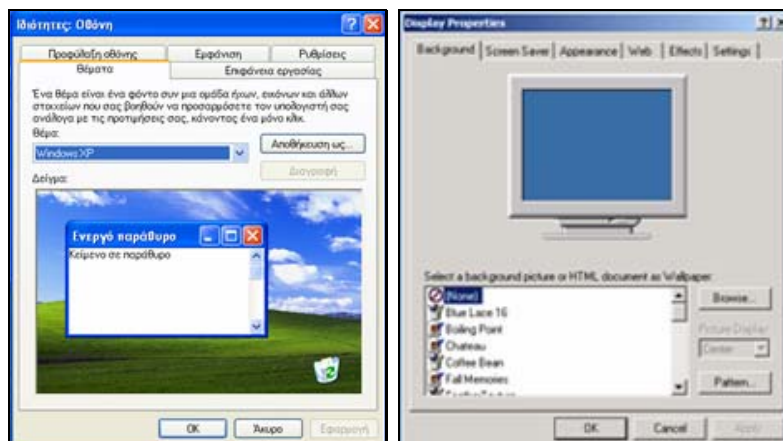 Ιδιότητες: Οθόνη
Προφύλαξη οθόνης Εμφάνιση Ρυθμίσεις
Θέματα Επιφάνεια εργασίας
Ένα θέμα είναι ένα φόντο συν μια ομάδα ήχων, εικόνων και άλλων
στοιχείων που σας βοηθούν να προσαρμόσετε τον υπολογιστή σας
ανάλογα με τις προτιμήσεις σας, κάνοντας ένα μόνο κλικ.
Θέμα:
Windows XP
Αποθήκευση ως...
Διαγραφή
Δείγμα:
Ενεργό παράθυρο
Κείμενο σε παράθυρο
OK Άκυρο Εφαρμογή
Display Properties
Background Screen Saver Appearance Web Effects Settings
Select a background picture or HTML document as Wallpaper:
(None)
Blue Lace 16
Boiling Point
Chateau
Coffee Bean
Fall Memories
Browse...
Picture Display:
Center
Pattern...
OK Cancel Apply